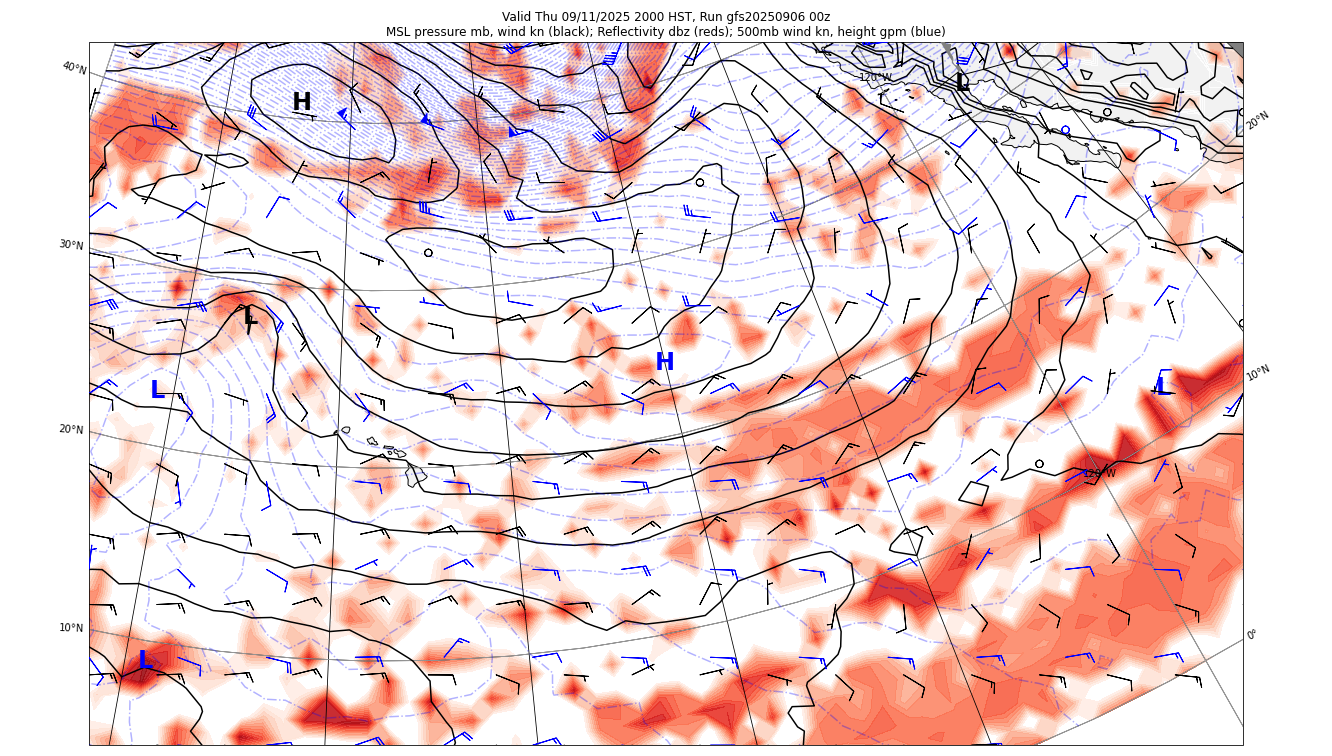 Valid Thu 09/11/2025 2000 HST, Run gfs20250906 00z
MSL pressure mb, wind kn (black); Reflectivity dbz (reds); 500mb wind kn, height gpm (blue)
40°N
120°W
L
H
20°N
30°N
L
H
10°N
L
L
20°N
120°W
10°N
0°
L